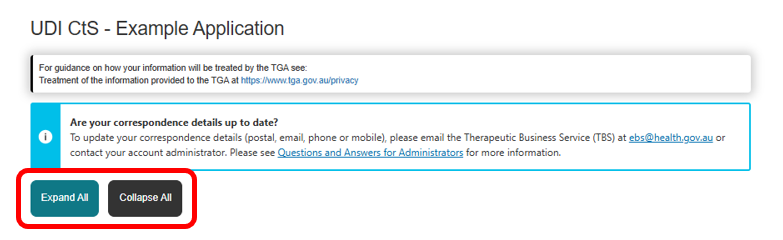 UDI CtS - Example Application
For guidance on how your information will be treated by the TGA see:
Treatment of the information provided to the TGA at https://www.tga.gov.au/privacy
Are your correspondence details up to date?
To update your correspondence details (postal, email, phone or mobile), please email the Therapeutic Business Service (TBS) at ebs@health.gov.au or
contact your account administrator. Please see Questions and Answers for Administrators for more information.
Expand All Collapse All